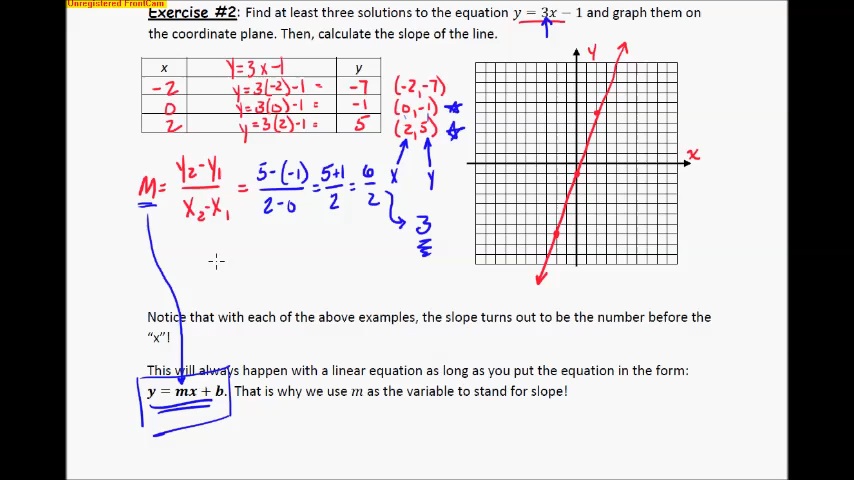 Unregistered FrontCam
Exercise #2: Find at least three solutions to the equation y = 3x − 1 and graph them on
the coordinate plane. Then, calculate the slope of the line.
x y=3x-1 y
-2 y=3(-2)-1= -7 (-2,-7)
0 y=3(0)-1= -1 (0,-1)
2 y=3(2)-1= 5 (2,5)
x y
M= y2-y1 / x2-x1 = 5-(-1) / 2-0 = 5+1 / 2 = 6 / 2
3
y
x
Notice that with each of the above examples, the slope turns out to be the number before the
“x”!
This will always happen with a linear equation as long as you put the equation in the form:
y = mx + b. That is why we use m as the variable to stand for slope!